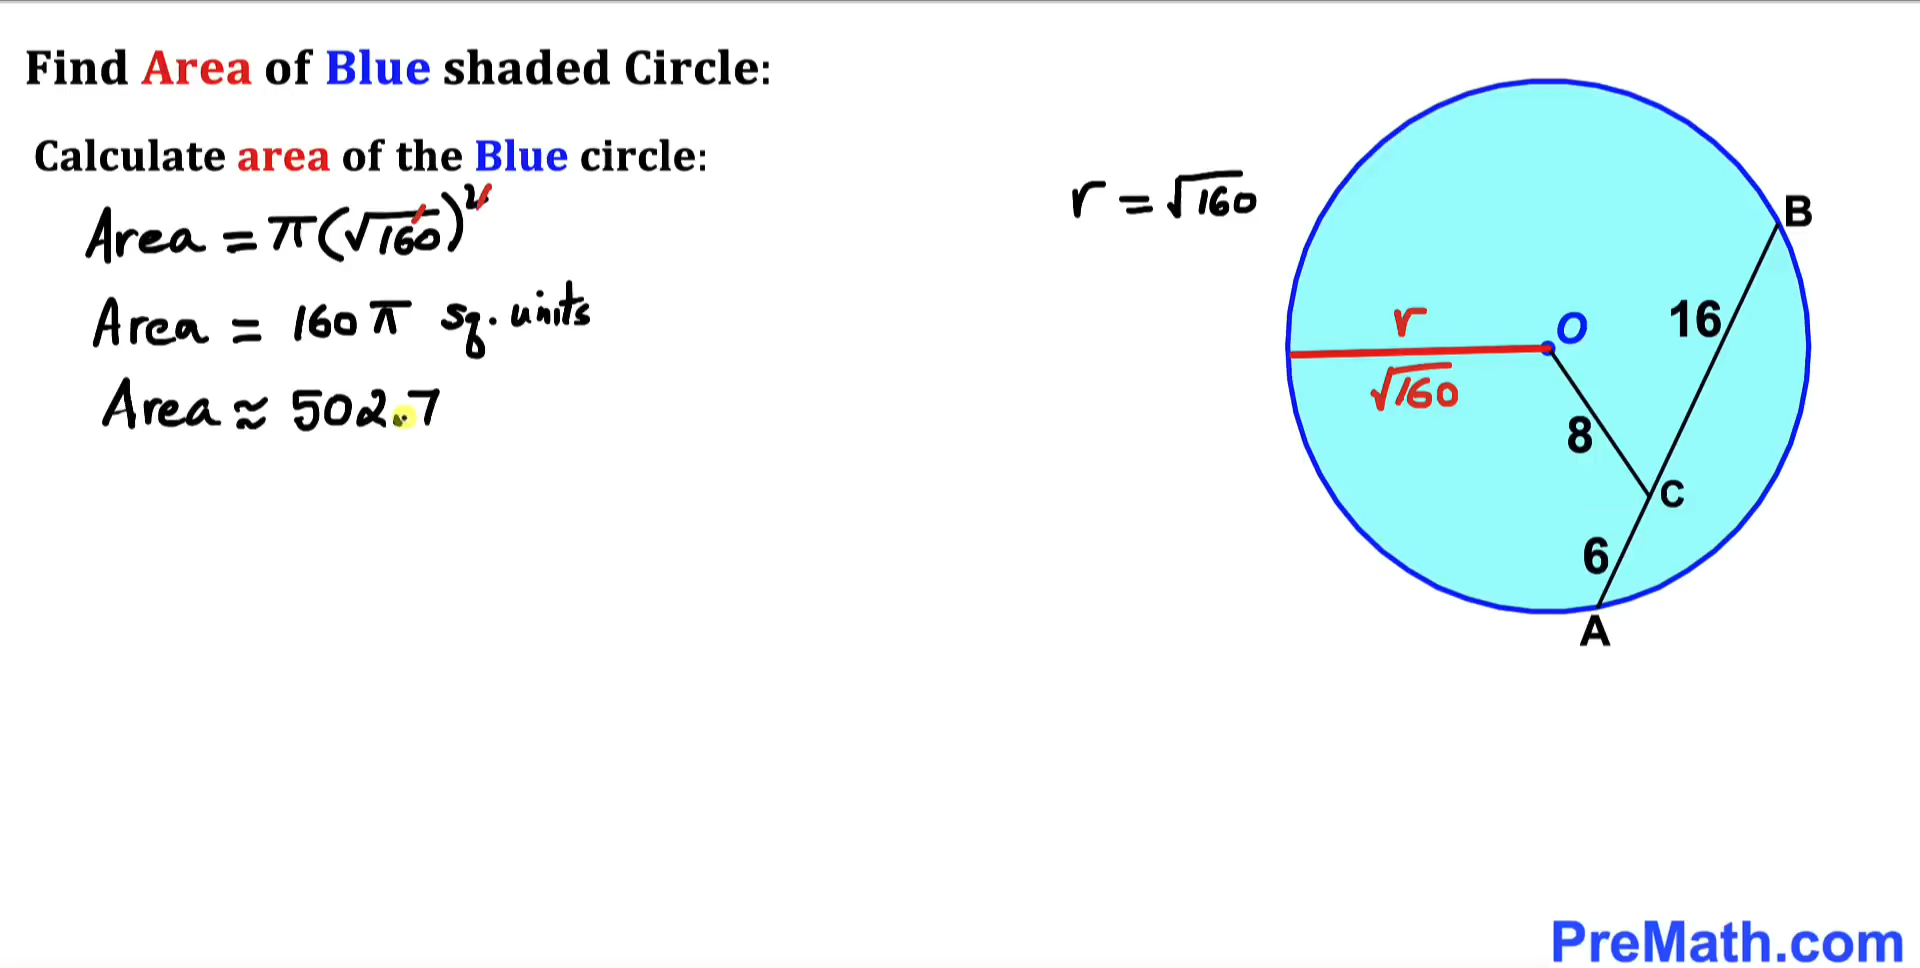 Find Area of Blue shaded Circle:
Calculate area of the Blue circle:
Area = π(√160)²
Area = 160π sq. units
Area ≈ 502.7
r = √160
B
r
O
16
√160
8
C
6
A
PreMath.com